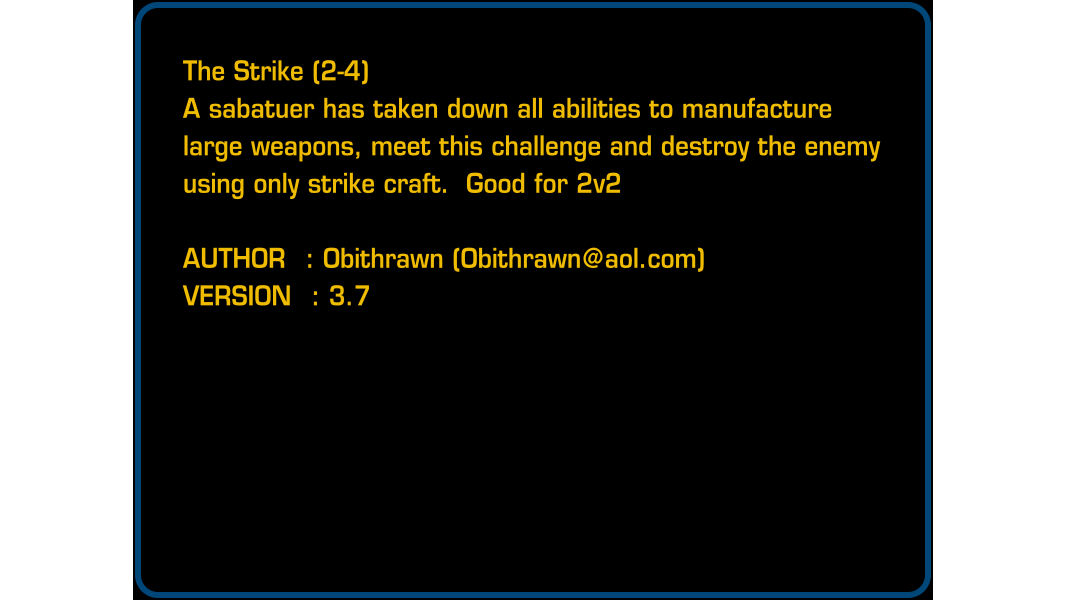 The Strike (2-4)
A sabatuer has taken down all abilities to manufacture
large weapons, meet this challenge and destroy the enemy
using only strike craft.  Good for 2v2
AUTHOR  : Obithrawn (Obithrawn@aol.com)
VERSION  : 3.7